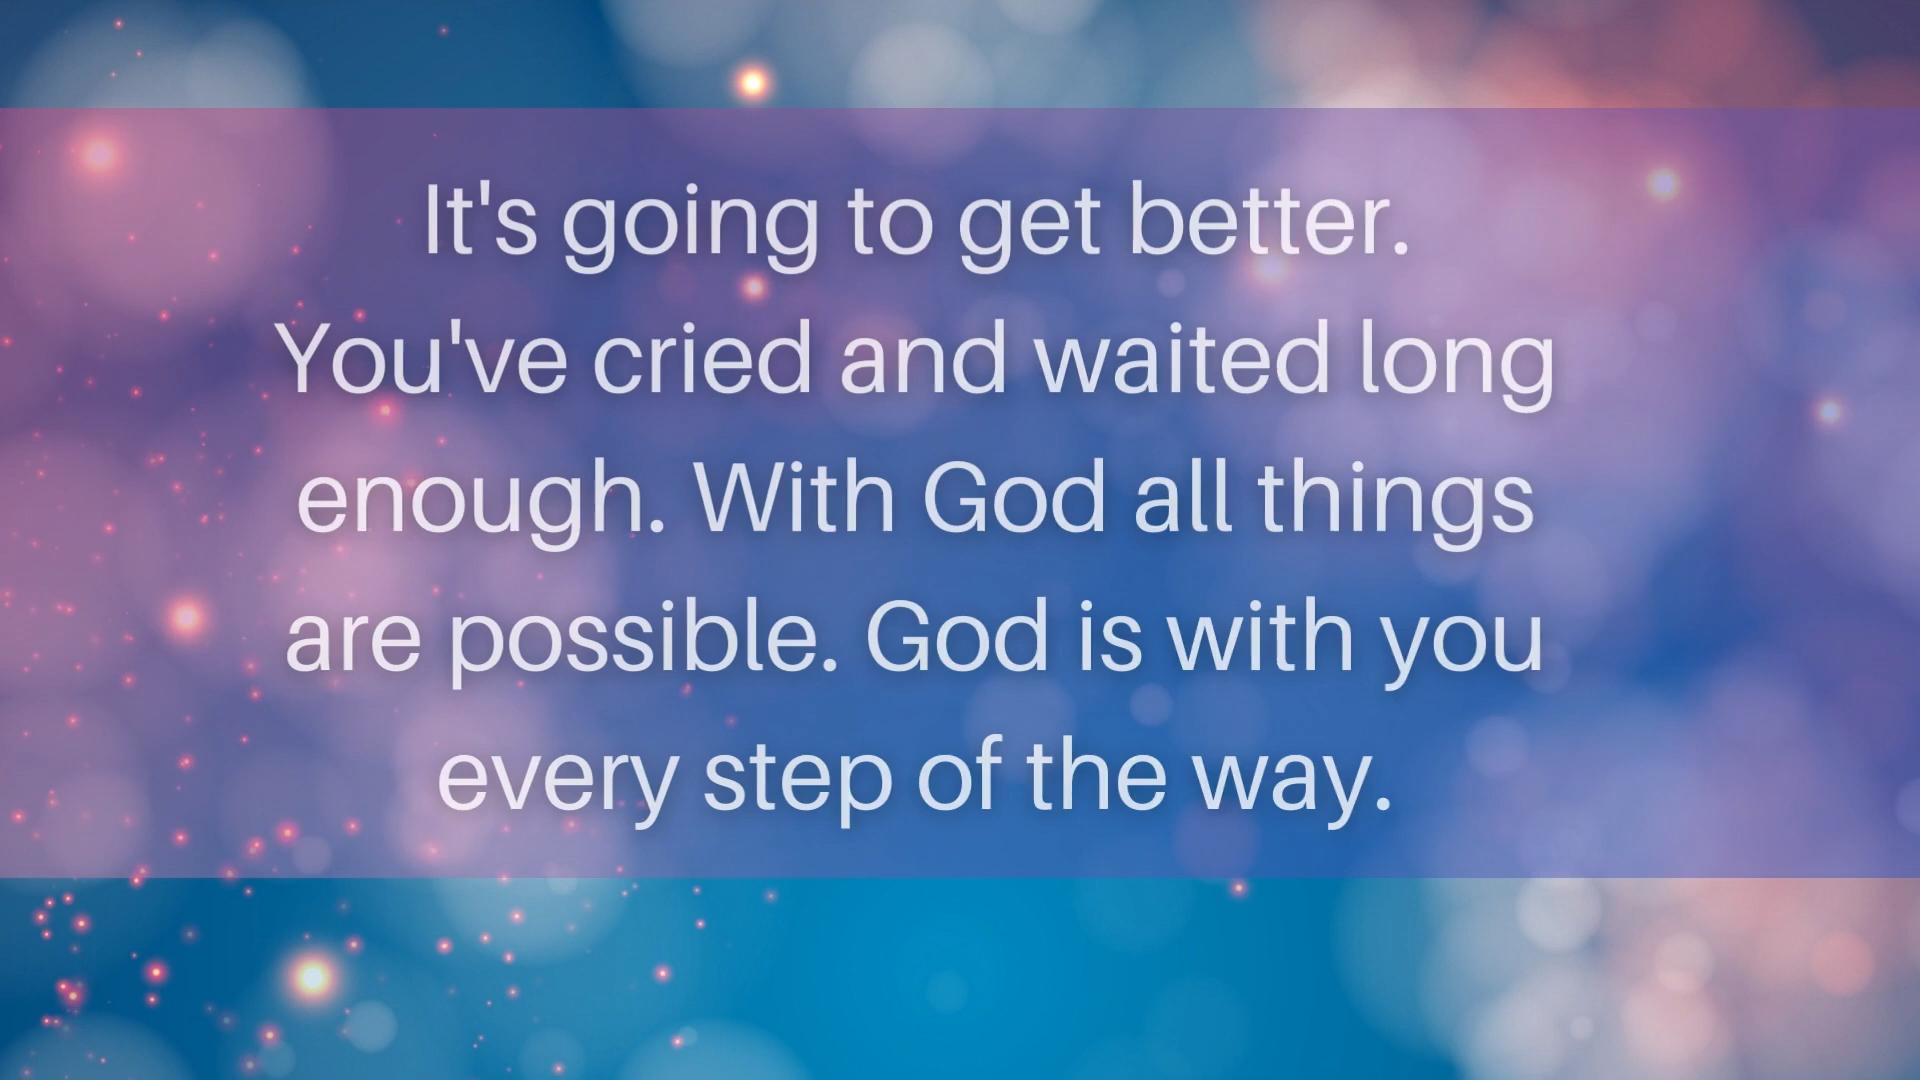 It's going to get better.
You've cried and waited long
enough. With God all things
are possible. God is with you
every step of the way.